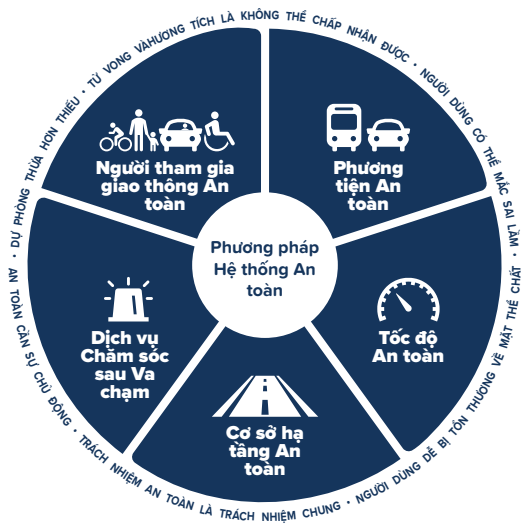 TỬ VONG VÀHƯƠNG TÍCH LÀ KHÔNG THỂ CHẤP NHẬN ĐƯỢC •
NGƯỜI DÙNG CÓ THỂ MẮC SAI LẦM •
NGƯỜI DÙNG DỄ BỊ TỔN THƯƠNG VỀ MẶT THỂ CHẤT
TRÁCH NHIỆM AN TOÀN LÀ TRÁCH NHIỆM CHUNG •
AN TOÀN CẦN SỰ CHỦ ĐỘNG •
DỰ PHÒNG THỪA HƠN THIẾU •
Người tham gia
giao thông An
toàn
Phương
tiện An
toàn
Phương pháp
Hệ thống An
toàn
Dịch vụ
Chăm sóc
sau Va
chạm
Tốc độ
An toàn
Cơ sở hạ
tầng An
toàn